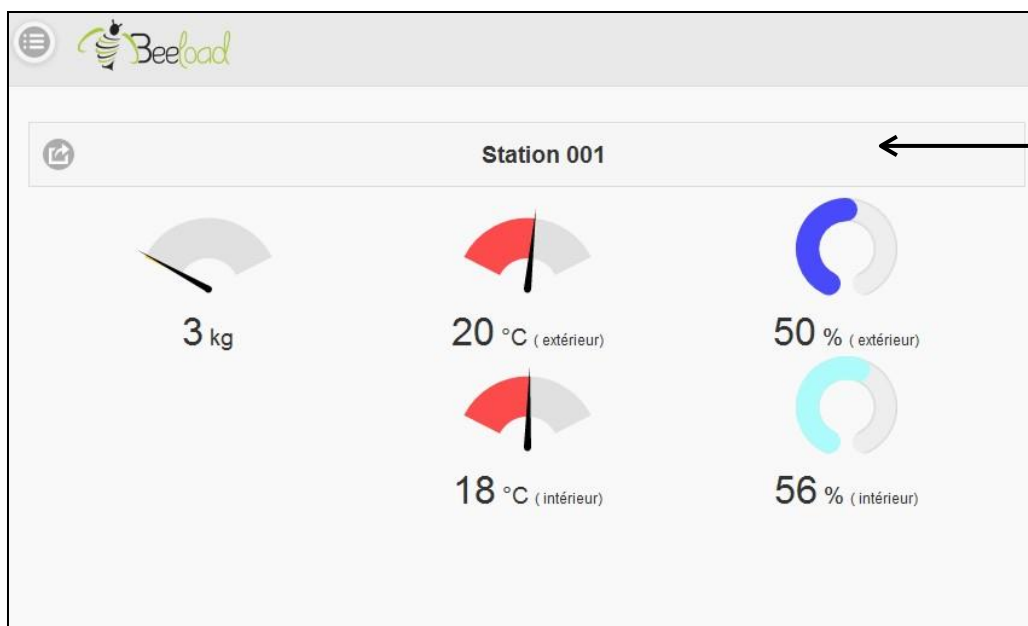 Beeload
Station 001
3 kg
20 °C ( extérieur)
50 % ( extérieur)
18 °C ( intérieur)
56 % ( intérieur)